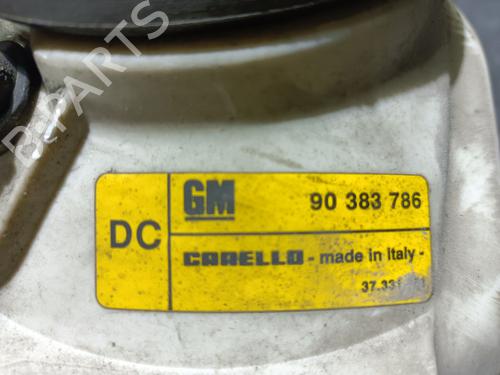 B-PARTS
DC
GM 90 383 786
CARELLO - made in Italy -